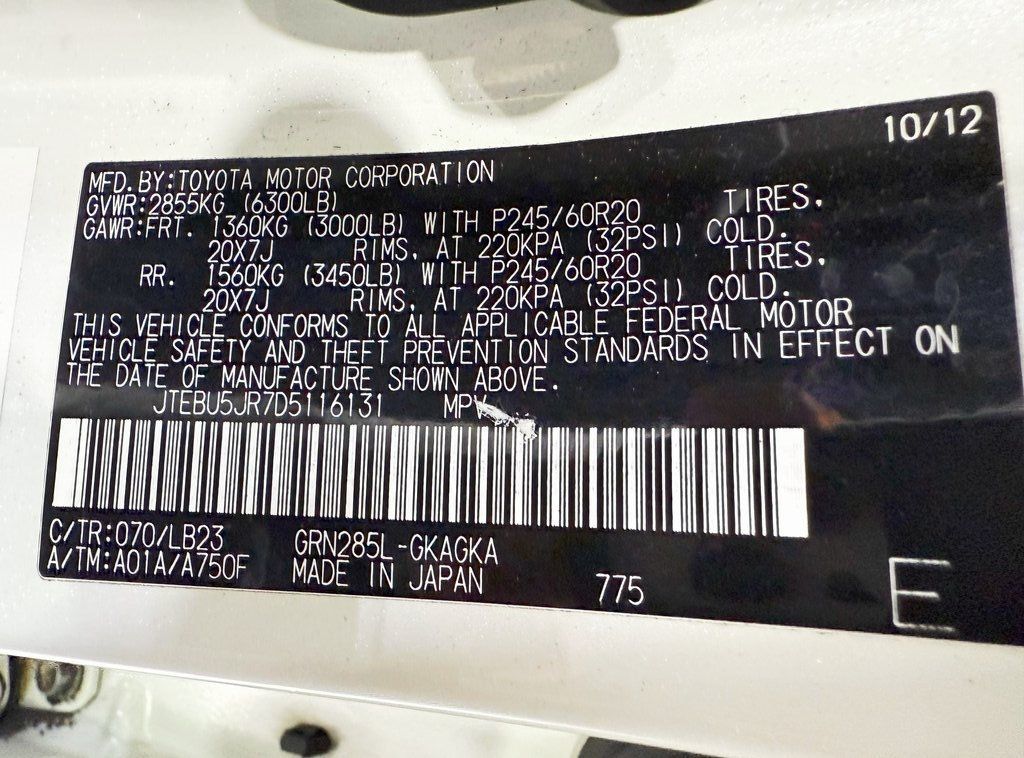 10/12
MFD. BY:TOYOTA MOTOR CORPORATION
GVWR:2855KG (6300LB)
GAWR:FRT. 1360KG (3000LB) WITH P245/60R20 TIRES,
20X7J RIMS, AT 220KPA (32PSI) COLD.
RR. 1560KG (3450LB) WITH P245/60R20 TIRES,
20X7J RIMS, AT 220KPA (32PSI) COLD.
THIS VEHICLE CONFORMS TO ALL APPLICABLE FEDERAL MOTOR
VEHICLE SAFETY AND THEFT PREVENTION STANDARDS IN EFFECT ON
THE DATE OF MANUFACTURE SHOWN ABOVE.
JTEBU5JR7D5116131 MPV
C/TR:070/LB23 GRN285L-GKAGKA
A/TM:A01A/A750F MADE IN JAPAN 775 E